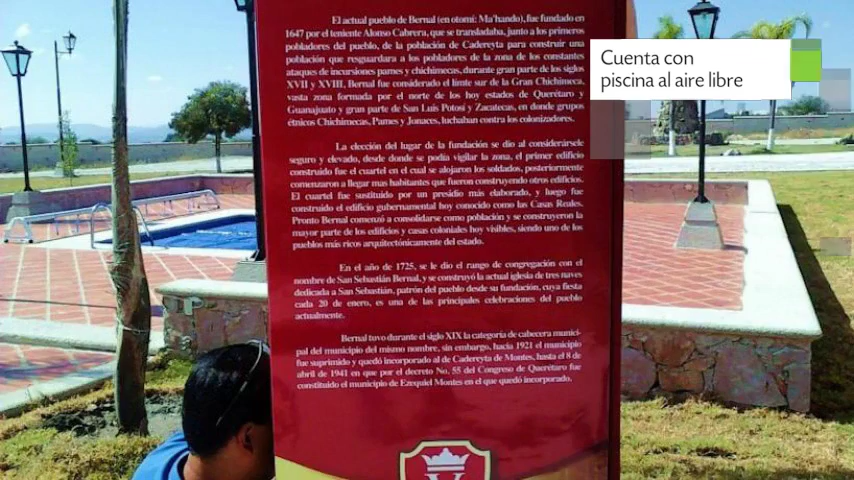 El actual pueblo de Bernal (en otomí: Ma'hando), fue fundado en
1647 por el teniente Alonso Cabrera, que se transladaba, junto a los primeros
pobladores del pueblo, de la población de Cadereyta para construir una
población que resguardara a los pobladores de la zona de los constantes
ataques de incursiones pames y chichimecas, durante gran parte de los siglos
XVII y XVIII, Bernal fue considerado el límte sur de la Gran Chichimeca,
vasta zona formada por el norte de los hoy estados de Querétaro y
Guanajuato y gran parte de San Luis Potosí y Zacatecas, en donde grupos
étnicos Chichimecas, Pames y Jonaces, luchaban contra los colonizadores.
La elección del lugar de la fundación se dio al considerársele
seguro y elevado, desde donde se podía vigilar la zona, el primer edificio
construido fue el cuartel en el cual se alojaron los soldados, posteriormente
comenzaron a llegar mas habitantes que fueron construyendo otros edificios.
El cuartel fue sustituido por un presidio más elaborado, y luego fue
construido el edificio gubernamental hoy conocido como las Casas Reales.
Pronto Bernal comenzó a consolidarse como población y se construyeron la
mayor parte de los edificios y casas coloniales hoy visibles, siendo uno de los
pueblos más ricos arquitectónicamente del estado.
En el año de 1725, se le dio el rango de congregación con el
nombre de San Sebastián Bernal, y se construyó la actual iglesia de tres naves
dedicada a San Sebastián, patrón del pueblo desde su fundación, cuya fiesta
cada 20 de enero, es una de las principales celebraciones del pueblo
actualmente.
Bernal tuvo durante el siglo XIX la categoría de cabecera munici-
pal del municipio del mismo nombre, sin embargo, hacia 1921 el municipio
fue suprimido y quedó incorporado al de Cadereyta de Montes, hasta el 8 de
abril de 1941 en que por el decreto No. 55 del Congreso de Querétaro fue
constituido el municipio de Ezequiel Montes en el que quedó incorporado.
Cuenta con
piscina al aire libre